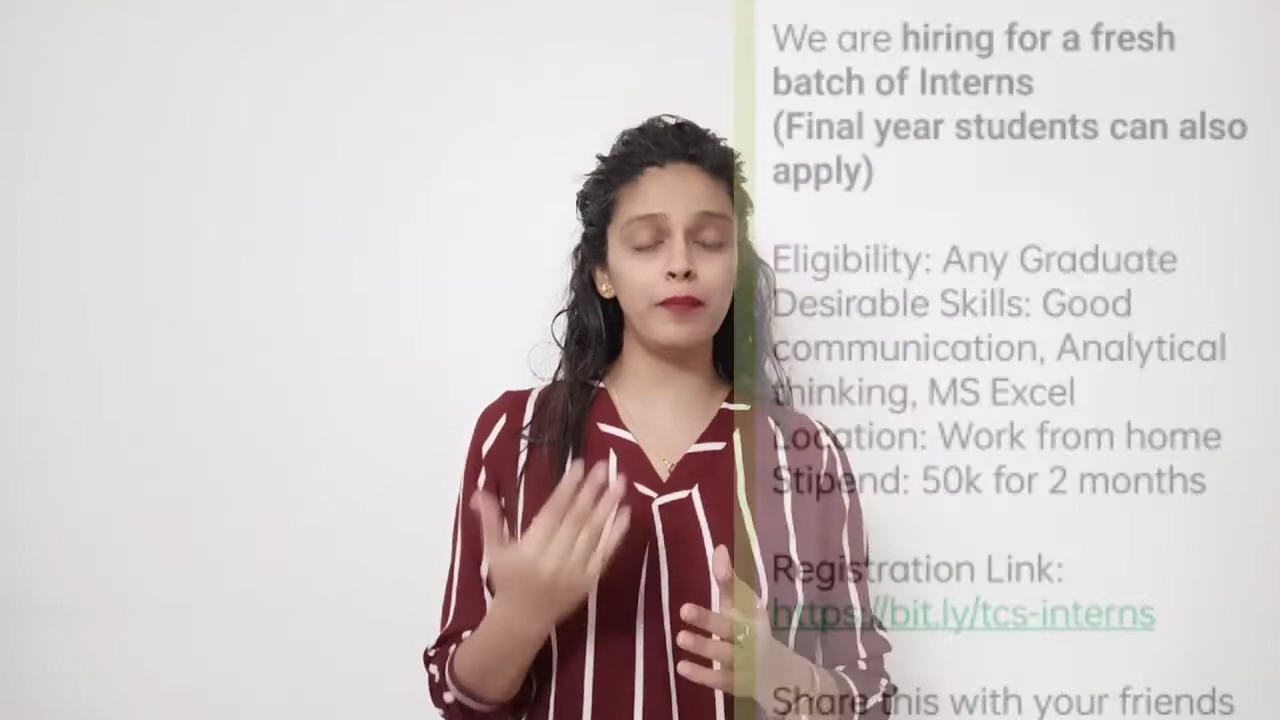 We are hiring for a fresh
batch of Interns
(Final year students can also
apply)
Eligibility: Any Graduate
Desirable Skills: Good
communication, Analytical
thinking, MS Excel
Location: Work from home
Stipend: 50k for 2 months
Registration Link:
https://bit.ly/tcs-interns
Share this with your friends